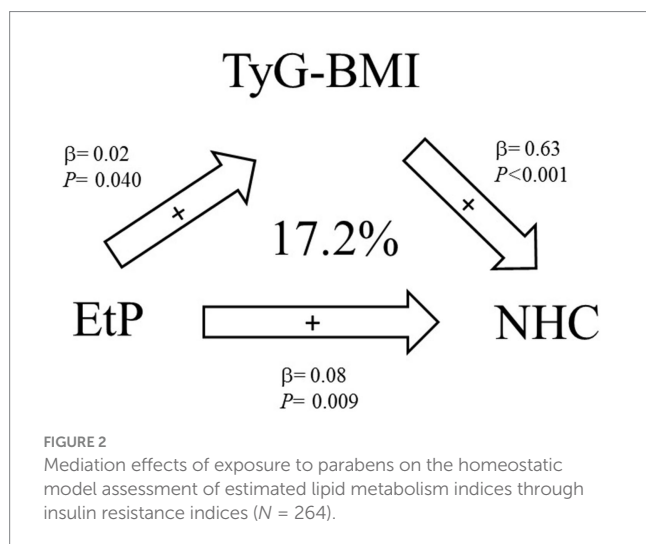 TyG-BMI
β= 0.02
P= 0.040
β= 0.63
P<0.001
+
+
17.2%
EtP
+
NHC
β= 0.08
P= 0.009
FIGURE 2
Mediation effects of exposure to parabens on the homeostatic
model assessment of estimated lipid metabolism indices through
insulin resistance indices (N = 264).